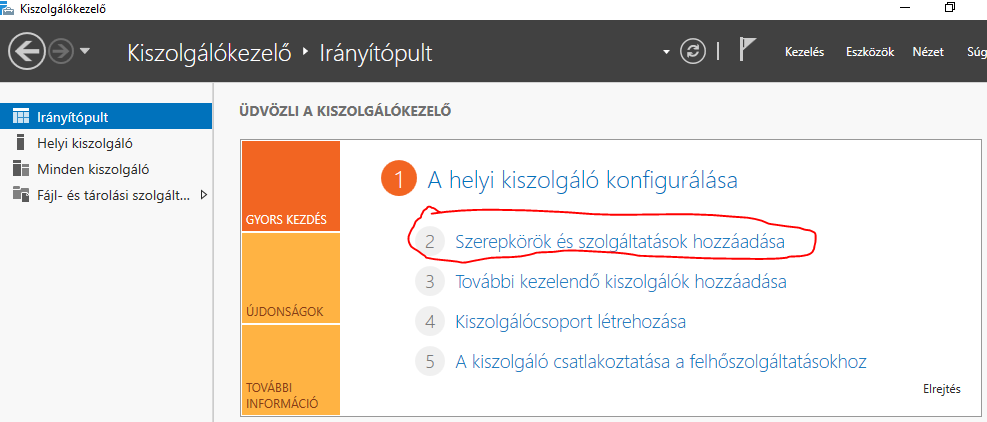 Kiszolgálókezelő
Kiszolgálókezelő ‣ Irányítópult
Kezelés Eszközök Nézet Súg
Irányítópult
Helyi kiszolgáló
Minden kiszolgáló
Fájl- és tárolási szolgált...
ÜDVÖZLI A KISZOLGÁLÓKEZELŐ
GYORS KEZDÉS
ÚJDONSÁGOK
TOVÁBBI
INFORMÁCIÓ
1 A helyi kiszolgáló konfigurálása
2 Szerepkörök és szolgáltatások hozzáadása
3 További kezelendő kiszolgálók hozzáadása
4 Kiszolgálócsoport létrehozása
5 A kiszolgáló csatlakoztatása a felhőszolgáltatásokhoz
Elrejtés